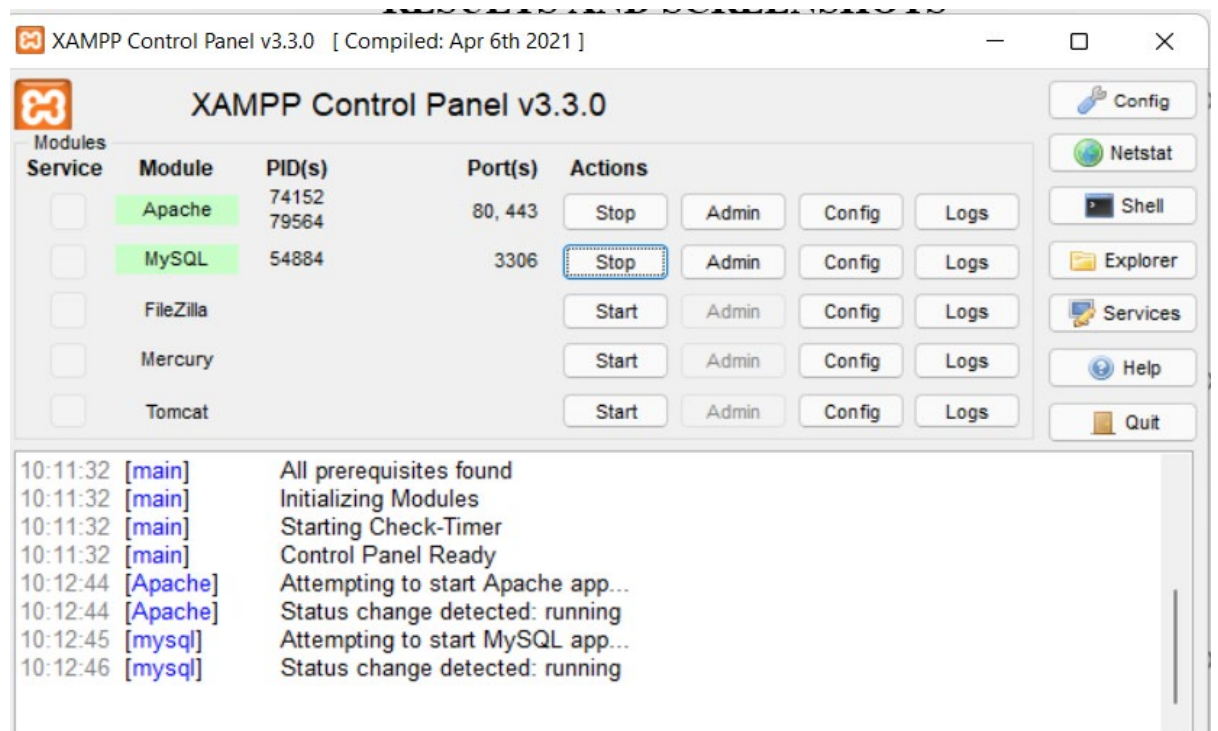 RESULTS AND SCREENSHOTS
XAMPP Control Panel v3.3.0 [ Compiled: Apr 6th 2021 ]
XAMPP Control Panel v3.3.0
Config
Modules
Netstat
Service Module PID(s) Port(s) Actions
Apache 74152 79564 80, 443 Stop Admin Config Logs
Shell
MySQL 54884 3306 Stop Admin Config Logs
Explorer
FileZilla Start Admin Config Logs
Services
Mercury Start Admin Config Logs
Help
Tomcat Start Admin Config Logs
Quit
10:11:32 [main] All prerequisites found
10:11:32 [main] Initializing Modules
10:11:32 [main] Starting Check-Timer
10:11:32 [main] Control Panel Ready
10:12:44 [Apache] Attempting to start Apache app...
10:12:44 [Apache] Status change detected: running
10:12:45 [mysql] Attempting to start MySQL app...
10:12:46 [mysql] Status change detected: running